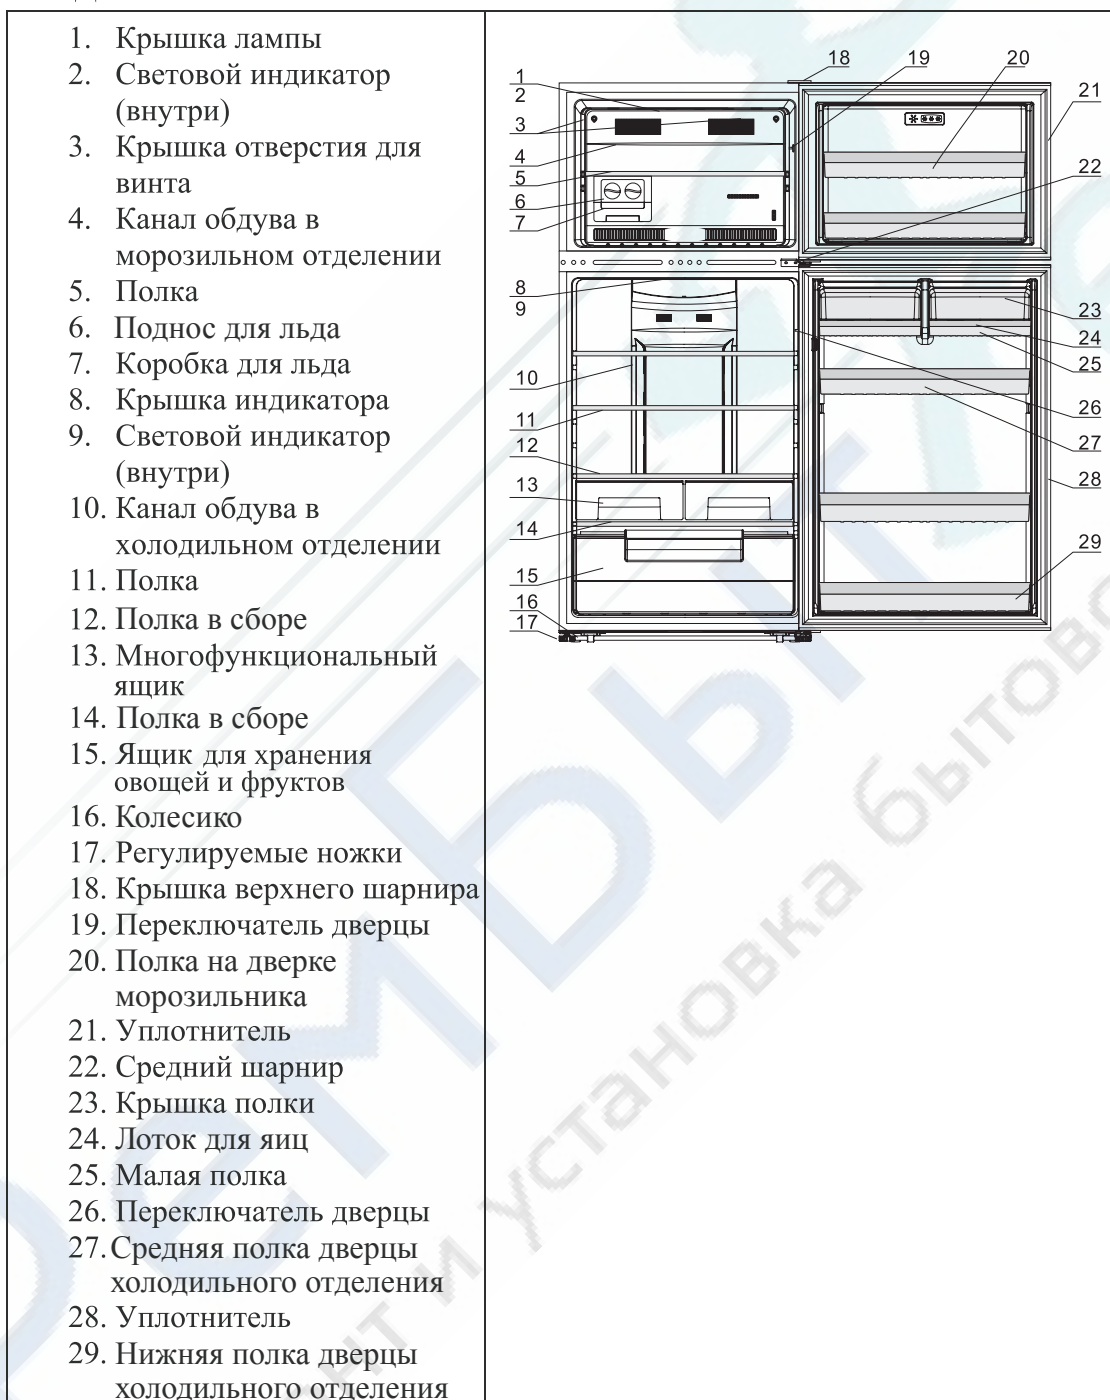 1. Крышка лампы
2. Световой индикатор
(внутри)
3. Крышка отверстия для
винта
4. Канал обдува в
морозильном отделении
5. Полка
6. Поднос для льда
7. Коробка для льда
8. Крышка индикатора
9. Световой индикатор
(внутри)
10. Канал обдува в
холодильном отделении
11. Полка
12. Полка в сборе
13. Многофункциональный
ящик
14. Полка в сборе
15. Ящик для хранения
овощей и фруктов
16. Колесико
17. Регулируемые ножки
18. Крышка верхнего шарнира
19. Переключатель дверцы
20. Полка на дверке
морозильника
21. Уплотнитель
22. Средний шарнир
23. Крышка полки
24. Лоток для яиц
25. Малая полка
26. Переключатель дверцы
27. Средняя полка дверцы
холодильного отделения
28. Уплотнитель
29. Нижняя полка дверцы
холодильного отделения
1
2
3
4
5
6
7
8
9
10
11
12
13
14
15
16
17
18
19
20
21
22
23
24
25
26
27
28
29
РемБыт
установка бытово